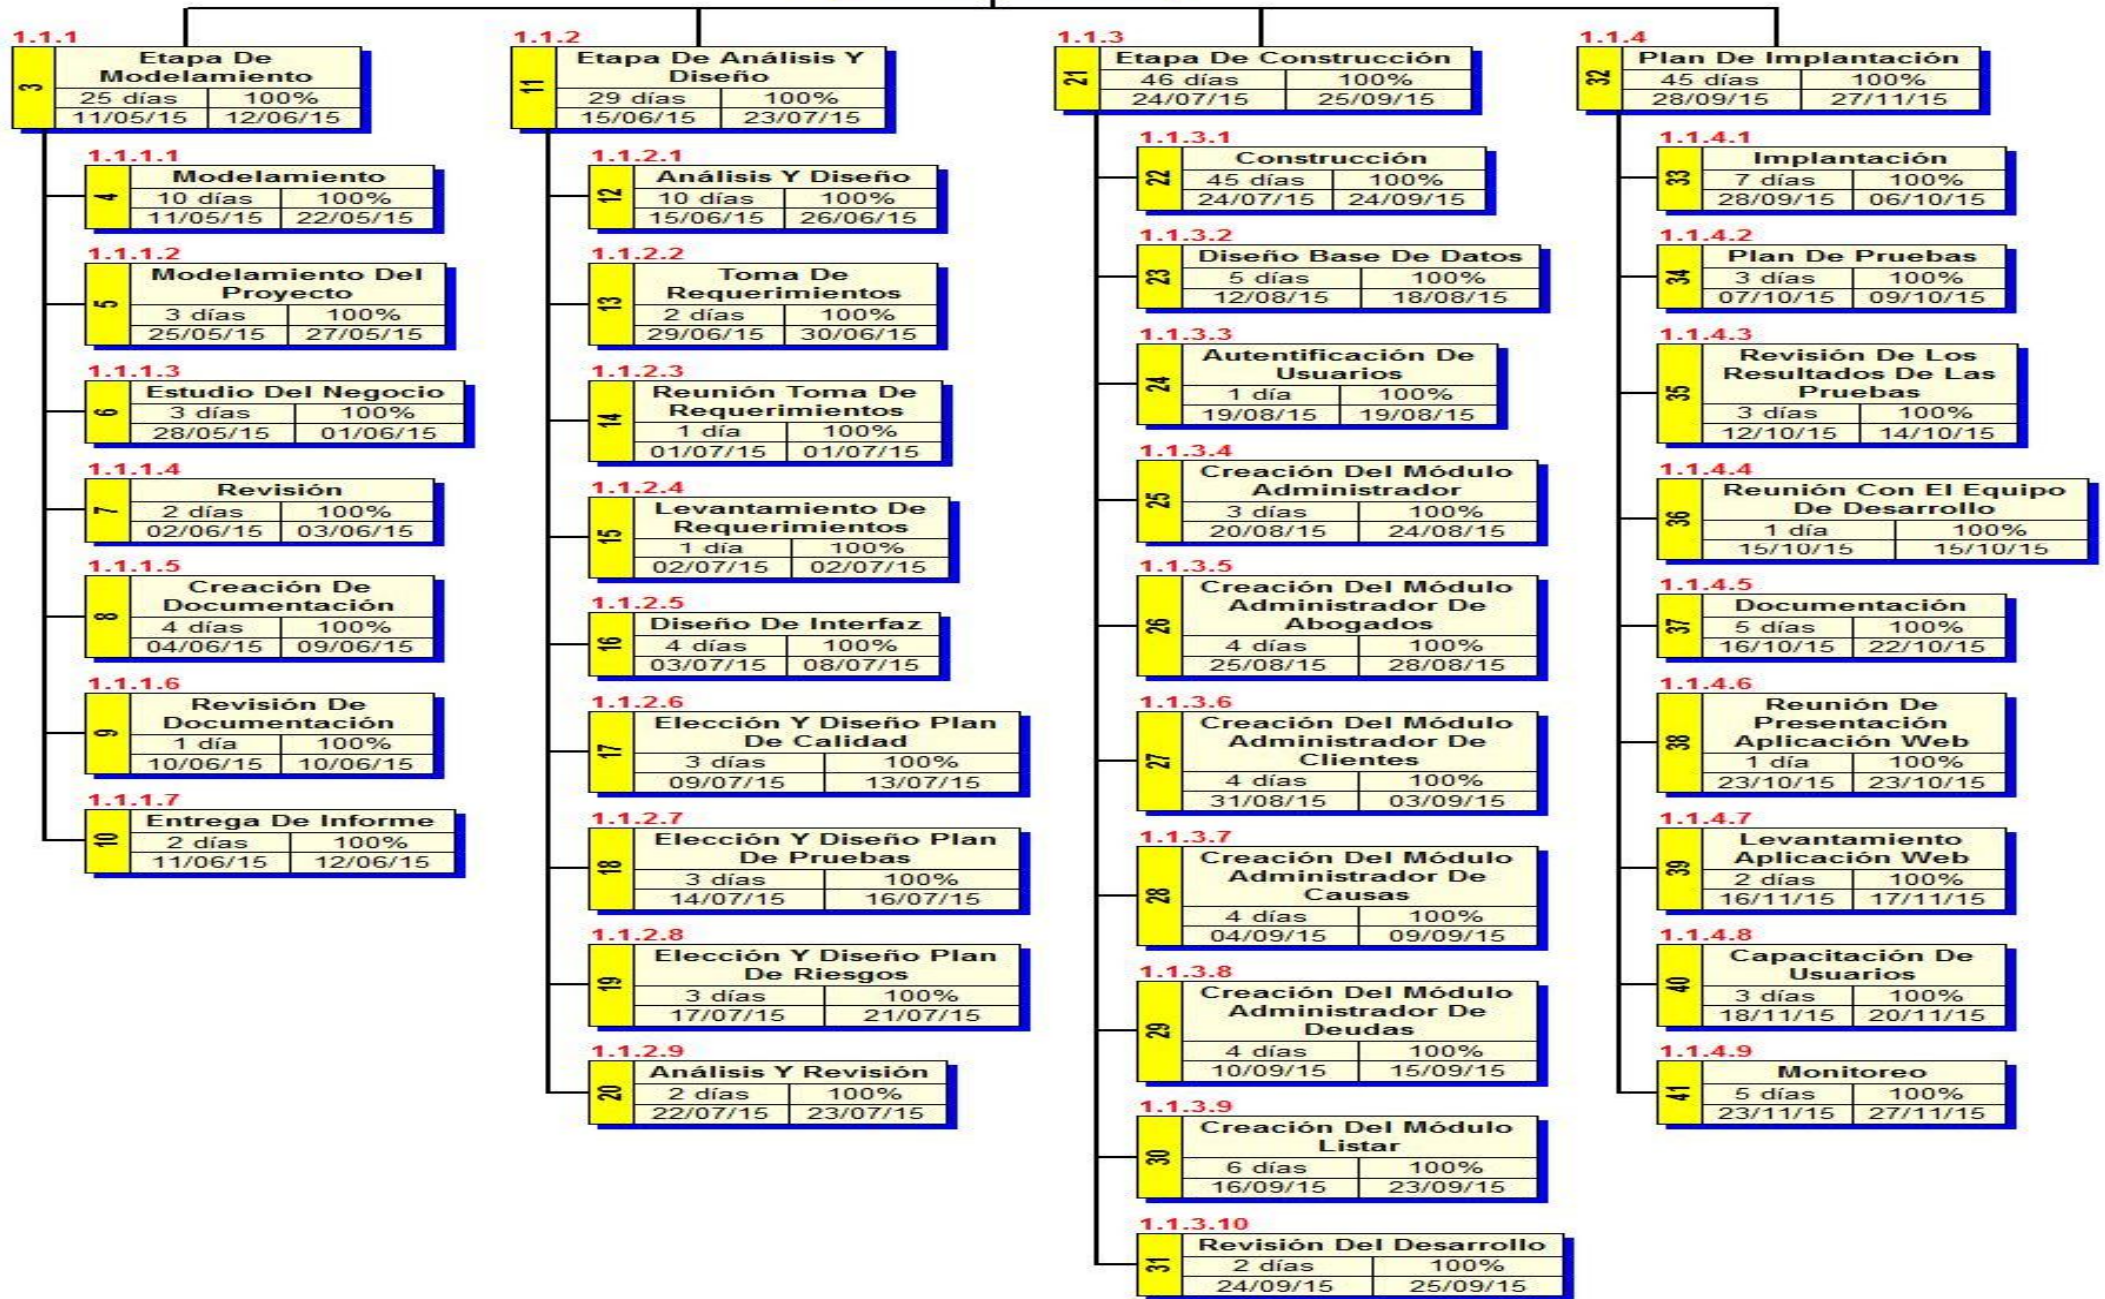 1.1.1
3
Etapa De
Modelamiento
25 días 100%
11/05/15 12/06/15
1.1.1.1
4
Modelamiento
10 días 100%
11/05/15 22/05/15
1.1.1.2
5
Modelamiento Del
Proyecto
3 días 100%
25/05/15 27/05/15
1.1.1.3
6
Estudio Del Negocio
3 días 100%
28/05/15 01/06/15
1.1.1.4
7
Revisión
2 días 100%
02/06/15 03/06/15
1.1.1.5
8
Creación De
Documentación
4 días 100%
04/06/15 09/06/15
1.1.1.6
9
Revisión De
Documentación
1 día 100%
10/06/15 10/06/15
1.1.1.7
10
Entrega De Informe
2 días 100%
11/06/15 12/06/15
1.1.2
11
Etapa De Análisis Y
Diseño
29 días 100%
15/06/15 23/07/15
1.1.2.1
12
Análisis Y Diseño
10 días 100%
15/06/15 26/06/15
1.1.2.2
13
Toma De
Requerimientos
2 días 100%
29/06/15 30/06/15
1.1.2.3
14
Reunión Toma De
Requerimientos
1 día 100%
01/07/15 01/07/15
1.1.2.4
15
Levantamiento De
Requerimientos
1 día 100%
02/07/15 02/07/15
1.1.2.5
16
Diseño De Interfaz
4 días 100%
03/07/15 08/07/15
1.1.2.6
17
Elección Y Diseño Plan
De Calidad
3 días 100%
09/07/15 13/07/15
1.1.2.7
18
Elección Y Diseño Plan
De Pruebas
3 días 100%
14/07/15 16/07/15
1.1.2.8
19
Elección Y Diseño Plan
De Riesgos
3 días 100%
17/07/15 21/07/15
1.1.2.9
20
Análisis Y Revisión
2 días 100%
22/07/15 23/07/15
1.1.3
21
Etapa De Construcción
46 días 100%
24/07/15 25/09/15
1.1.3.1
22
Construcción
45 días 100%
24/07/15 24/09/15
1.1.3.2
23
Diseño Base De Datos
5 días 100%
12/08/15 18/08/15
1.1.3.3
24
Autentificación De
Usuarios
1 día 100%
19/08/15 19/08/15
1.1.3.4
25
Creación Del Módulo
Administrador
3 días 100%
20/08/15 24/08/15
1.1.3.5
26
Creación Del Módulo
Administrador De
Abogados
4 días 100%
25/08/15 28/08/15
1.1.3.6
27
Creación Del Módulo
Administrador De
Clientes
4 días 100%
31/08/15 03/09/15
1.1.3.7
28
Creación Del Módulo
Administrador De
Causas
4 días 100%
04/09/15 09/09/15
1.1.3.8
29
Creación Del Módulo
Administrador De
Deudas
4 días 100%
10/09/15 15/09/15
1.1.3.9
30
Creación Del Módulo
Listar
6 días 100%
16/09/15 23/09/15
1.1.3.10
31
Revisión Del Desarrollo
2 días 100%
24/09/15 25/09/15
1.1.4
32
Plan De Implantación
45 días 100%
28/09/15 27/11/15
1.1.4.1
33
Implantación
7 días 100%
28/09/15 06/10/15
1.1.4.2
34
Plan De Pruebas
3 días 100%
07/10/15 09/10/15
1.1.4.3
35
Revisión De Los
Resultados De Las
Pruebas
3 días 100%
12/10/15 14/10/15
1.1.4.4
36
Reunión Con El Equipo
De Desarrollo
1 día 100%
15/10/15 15/10/15
1.1.4.5
37
Documentación
5 días 100%
16/10/15 22/10/15
1.1.4.6
38
Reunión De
Presentación
Aplicación Web
1 día 100%
23/10/15 23/10/15
1.1.4.7
39
Levantamiento
Aplicación Web
2 días 100%
16/11/15 17/11/15
1.1.4.8
40
Capacitación De
Usuarios
3 días 100%
18/11/15 20/11/15
1.1.4.9
41
Monitoreo
5 días 100%
23/11/15 27/11/15